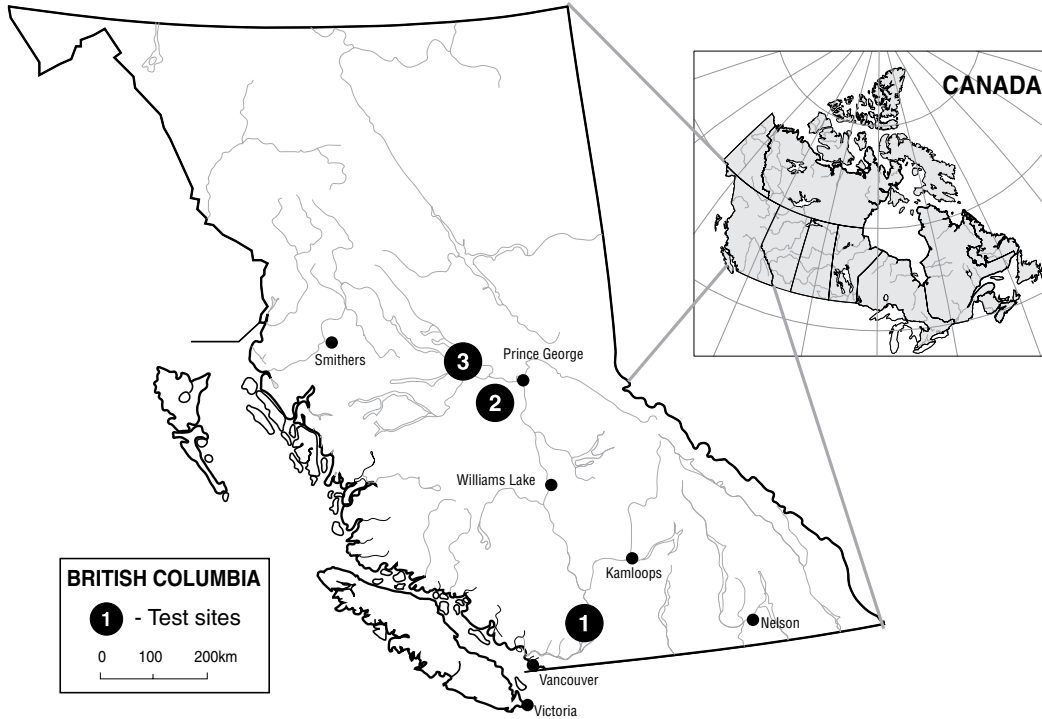 CANADA
Smithers
3
Prince George
2
Williams Lake
Kamloops
1
Nelson
Vancouver
Victoria
BRITISH COLUMBIA
1 - Test sites
0 100 200km